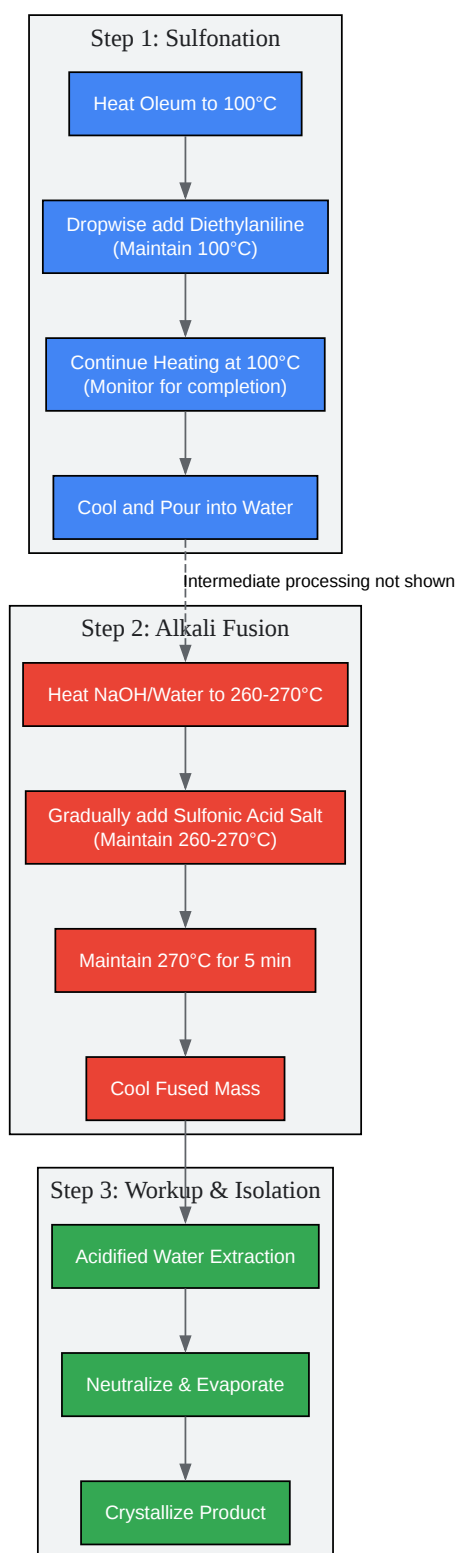 Step 1: Sulfonation
Heat Oleum to 100°C
Dropwise add Diethylaniline
(Maintain 100°C)
Continue Heating at 100°C
(Monitor for completion)
Cool and Pour into Water
Intermediate processing not shown
Step 2: Alkali Fusion
Heat NaOH/Water to 260-270°C
Gradually add Sulfonic Acid Salt
(Maintain 260-270°C)
Maintain 270°C for 5 min
Cool Fused Mass
Step 3: Workup & Isolation
Acidified Water Extraction
Neutralize & Evaporate
Crystallize Product